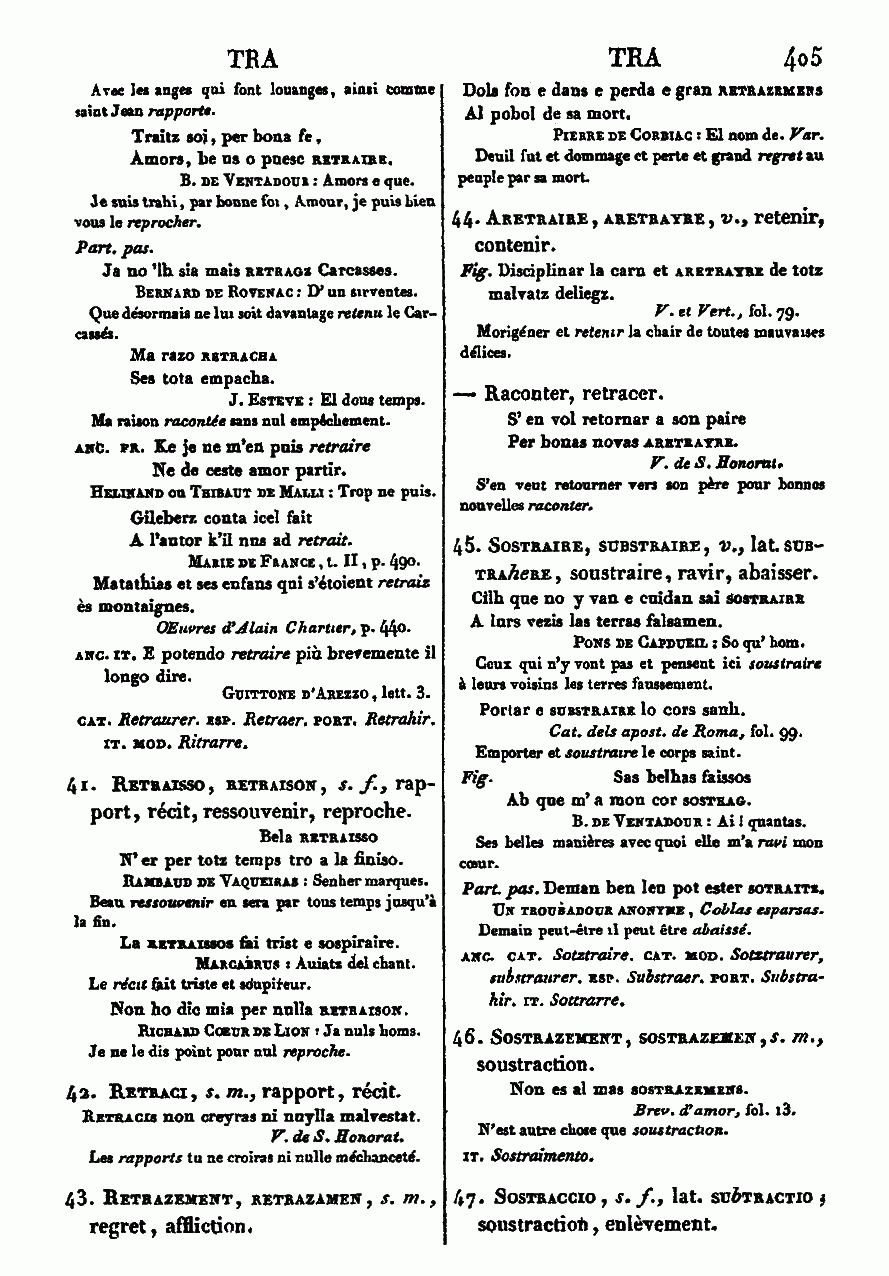 TRA
TRA 405
Avec les anges qui font louanges, ainsi comme
saint Jean rapporte.
Traitz soi, per bona fe,
Amors, be us o puesc RETRAIRE.
B. DE VENTADOUR : Amors e que.
Je suis trahi, par bonne foi, Amour, je puis bien
vous le reprocher.
Part. pas.
Ja no 'lh sia mais RETRAGZ Carcasses.
BERNARD DE ROVENAC : D' un sirventes.
Que désormais ne lui soit davantage retenu le Car-
cassés.
Ma razo RETRACHA
Ses tota empacha.
J. ESTEVE : El dous temps.
Ma raison racontée sans nul empêchement.
ANC. FR. Ke je ne m'en puis retraire
Ne de ceste amor partir.
HELINAND ou THIBAUT DE MALLI : Trop ne puis.
Gileberz conta icel fait
A l'autor k'il nus ad retrait.
MARIE DE FRANCE, t. II, p. 490.
Matathias et ses enfans qui s'étoient retraiz
ès montaignes.
OEuvres d'Alain Chartier, p. 440.
ANC. IT. E potendo retraire più brevemente il
longo dire.
GUITTONE D'AREZZO, lett. 3.
CAT. Retraurer. ESP. Retraer. PORT. Retrahir.
IT. MOD. Ritrarre.
41. RETRAISSO, RETRAISON, s. f., rap-
port, récit, ressouvenir, reproche.
Bela RETRAISSO
N' er per totz temps tro a la finiso.
RAMBAUD DE VAQUEIRAS : Senher marques.
Beau ressouvenir en sera par tous temps jusqu'à
la fin.
La RETRAISSOS fai trist e sospiraire.
MARCABRUS : Auiatz del chant.
Le récit fait triste et soupireur.
Non ho dic mia per nulla RETRAISON.
RICHARD COEUR DE LION : Ja nuls homs.
Je ne le dis point pour nul reproche.
42. RETRACI, s. m., rapport, récit.
RETRACIS non creyras ni nuylla malvestat.
V. de S. Honorat.
Les rapports tu ne croiras ni nulle méchanceté.
43. RETRAZEMENT, RETRAZAMEN, s. m.,
regret, affliction.
Dols fon e dans e perda e gran RETRAZEMENS
Al pobol de sa mort.
PIERRE DE CORBIAC : El nom de. Var.
Deuil fut et dommage et perte et grand regret au
peuple par sa mort.
44. ARETRAIRE, ARETRAYRE, v., retenir,
contenir.
Fig. Disciplinar la carn et ARETRAYRE de totz
malvatz deliegz.
V. et Vert., fol. 79.
Morigéner et retenir la chair de toutes mauvaises
délices.
— Raconter, retracer.
S' en vol retornar a son paire
Per bonas novas ARETRAYRE.
V. de S. Honorat.
S'en veut retourner vers son père pour bonnes
nouvelles raconter.
45. SOSTRAIRE, SUBSTRAIRE, v., lat. SUB-
TRAheRE, soustraire, ravir, abaisser.
Cilh que no y van e cuidan sai SOSTRAIRE
A lurs vezis las terras falsamen.
PONS DE CAPDUEIL : So qu' hom.
Ceux qui n'y vont pas et pensent ici soustraire
à leurs voisins les terres faussement.
Portar e SUBSTRAIRE lo cors sanh.
Cat. dels apost. de Roma, fol. 99.
Emporter et soustraire le corps saint.
Fig. Sas belhas faissos
Ab que m' a mon cor SOSTRAG.
B. DE VENTADOUR : Ai ! quantas.
Ses belles manières avec quoi elle m'a ravi mon
coeur.
Part. pas. Deman ben leu pot ester SOTRAITZ.
UN TROUBADOUR ANONYME, Coblas esparsas.
Demain peut-être il peut être abaissé.
ANC. CAT. Sotztraire. CAT. MOD. Sotztraurer,
substraurer. ESP. Substraer. PORT. Substra-
hir. IT. Sottrarre.
46. SOSTRAZEMENT, SOSTRAZEMEN, s. m.,
soustraction.
Non es al mas SOSTRAZEMENS.
Brev. d'amor, fol. 13.
N'est autre chose que soustraction.
IT. Sostraimento.
47. SOSTRACCIO, s. f., lat. SUbTRACTIO,
soustraction, enlèvement.